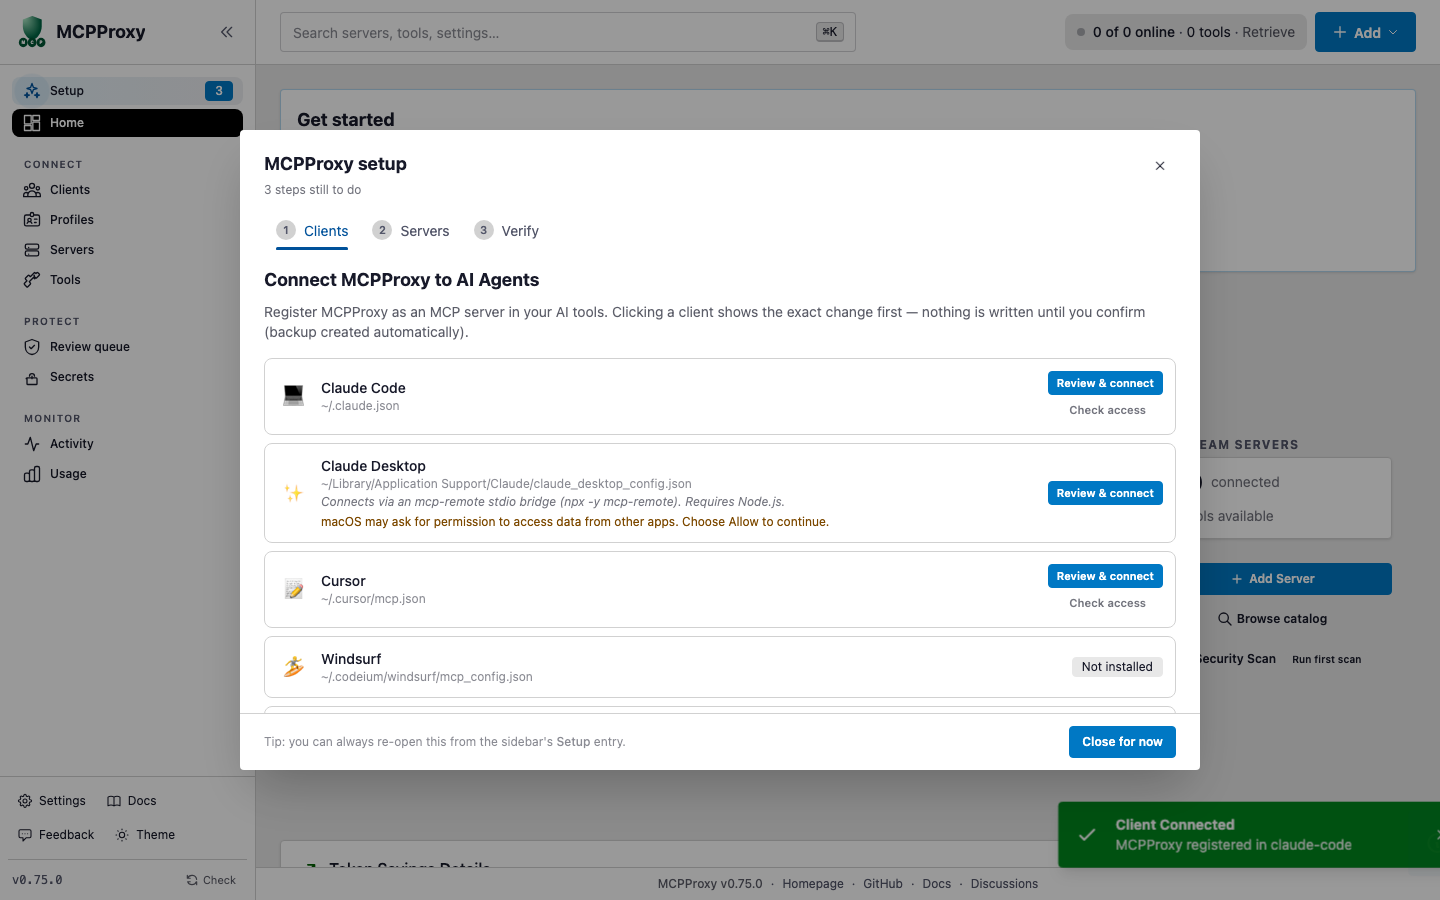 MCPProxy
Search servers, tools, settings...
⌘K
0 of 0 online · 0 tools · Retrieve
Add
Setup
3
Home
CONNECT
Clients
Profiles
Servers
Tools
PROTECT
Review queue
Secrets
MONITOR
Activity
Usage
Settings
Docs
Feedback
Theme
v0.75.0
Check
Get started
MCPProxy setup
3 steps still to do
1 Clients
2 Servers
3 Verify
Connect MCPProxy to AI Agents
Register MCPProxy as an MCP server in your AI tools. Clicking a client shows the exact change first — nothing is written until you confirm
(backup created automatically).
Claude Code
~/.claude.json
Review & connect
Check access
Claude Desktop
~/Library/Application Support/Claude/claude_desktop_config.json
Connects via an mcp-remote stdio bridge (npx -y mcp-remote). Requires Node.js.
macOS may ask for permission to access data from other apps. Choose Allow to continue.
Review & connect
Cursor
~/.cursor/mcp.json
Review & connect
Check access
Windsurf
~/.codeium/windsurf/mcp_config.json
Not installed
Tip: you can always re-open this from the sidebar's Setup entry.
Close for now
SERVERS
connected
available
Add Server
Browse catalog
Security Scan
Run first scan
Client Connected
MCPProxy registered in claude-code
Token Savings Details
MCPProxy v0.75.0 · Homepage · GitHub · Docs · Discussions